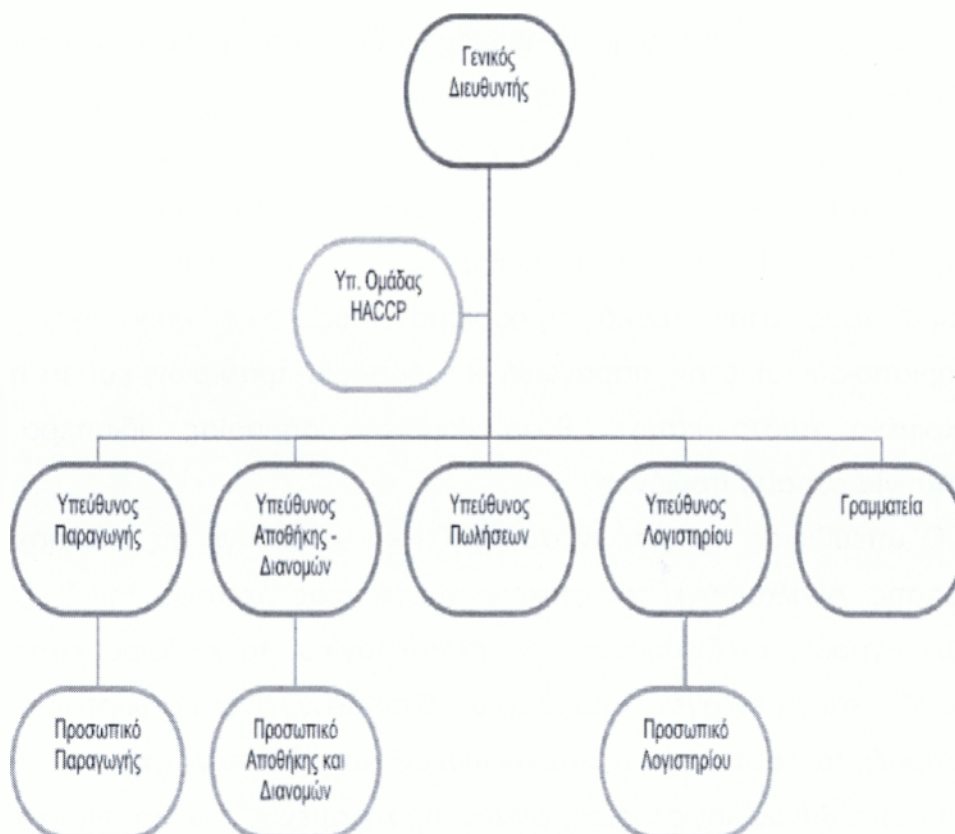 Γενικός
Διευθυντής
Υπ. Ομάδας
HACCP
Υπεύθυνος
Παραγωγής
Υπεύθυνος
Αποθήκης -
Διανομών
Υπεύθυνος
Πωλήσεων
Υπεύθυνος
Λογιστηρίου
Γραμματεία
Προσωπικό
Παραγωγής
Προσωπικό
Αποθήκης και
Διανομών
Προσωπικό
Λογιστηρίου